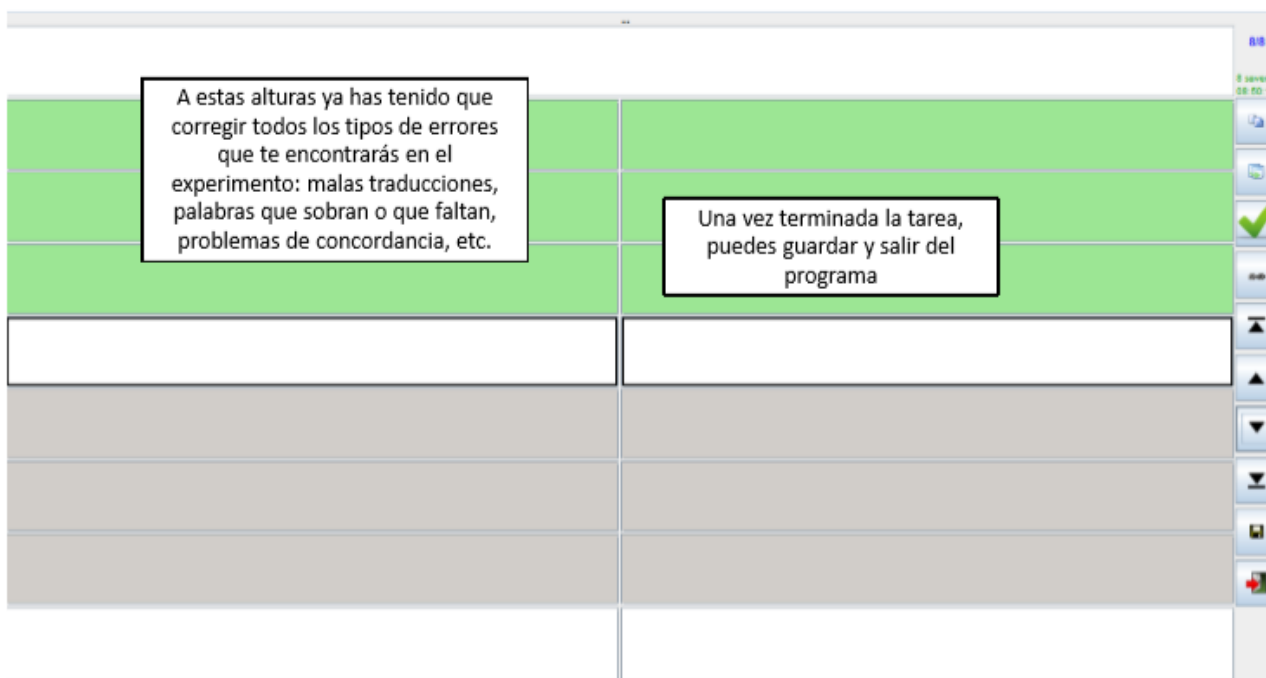 8/8
A estas alturas ya has tenido que
corregir todos los tipos de errores
que te encontrarás en el
experimento: malas traducciones,
palabras que sobran o que faltan,
problemas de concordancia, etc.
Una vez terminada la tarea,
puedes guardar y salir del
programa